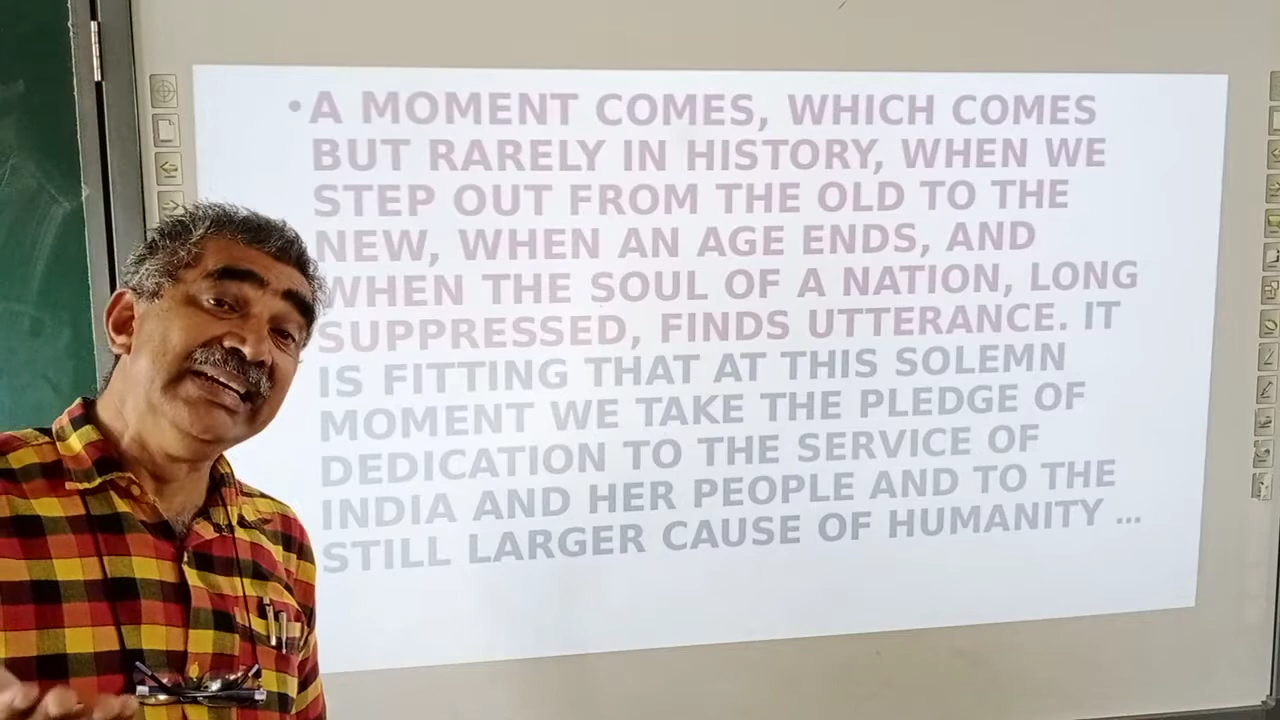 • A MOMENT COMES, WHICH COMES
BUT RARELY IN HISTORY, WHEN WE
STEP OUT FROM THE OLD TO THE
NEW, WHEN AN AGE ENDS, AND
WHEN THE SOUL OF A NATION, LONG
SUPPRESSED, FINDS UTTERANCE. IT
IS FITTING THAT AT THIS SOLEMN
MOMENT WE TAKE THE PLEDGE OF
DEDICATION TO THE SERVICE OF
INDIA AND HER PEOPLE AND TO THE
STILL LARGER CAUSE OF HUMANITY ...